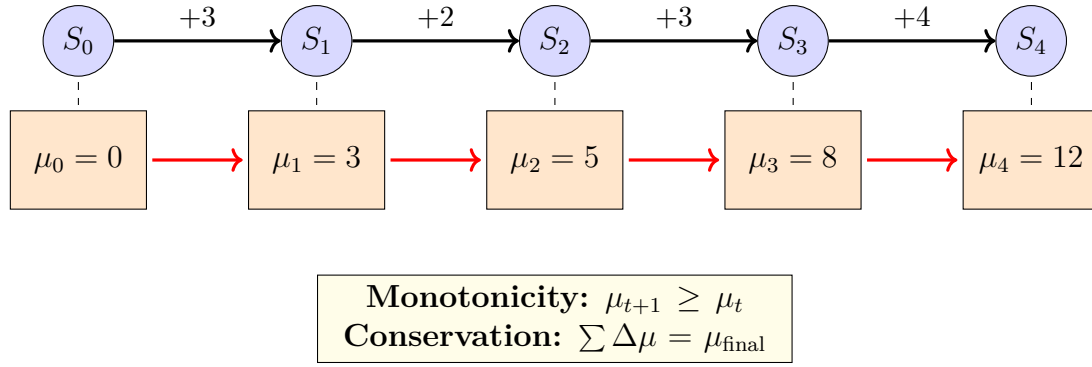 +3 +2 +3 +4
S₀ S₁ S₂ S₃ S₄
μ₀ = 0 μ₁ = 3 μ₂ = 5 μ₃ = 8 μ₄ = 12
Monotonicity: μₜ₊₁ ≥ μₜ
Conservation: ∑ Δμ = μ_final